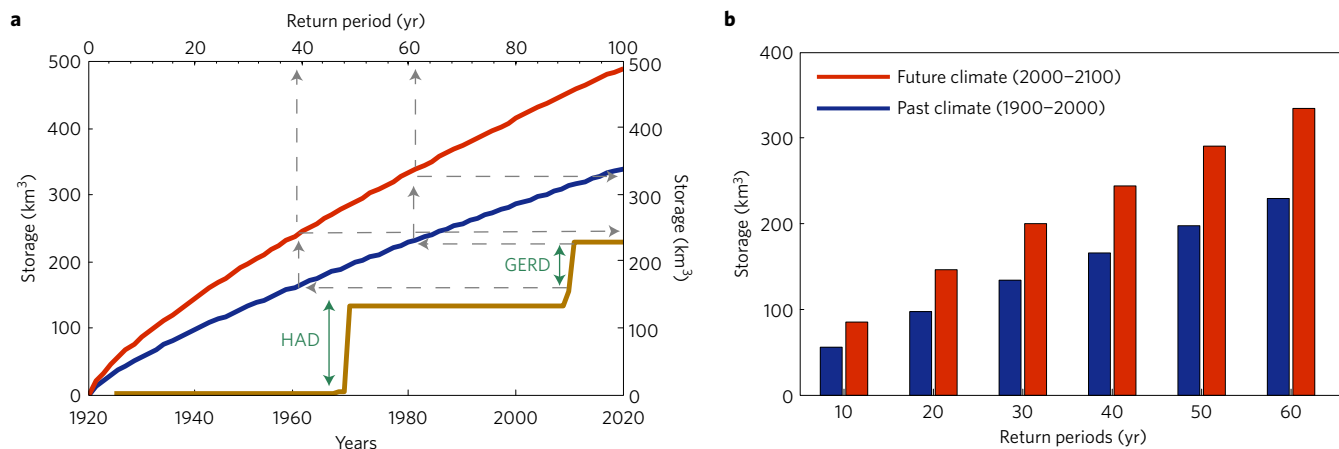 a
Return period (yr)
0 20 40 60 80 100
500
400
300
200
100
0
Storage (km³)
500
400
300
200
100
0
Storage (km³)
HAD
GERD
1920 1940 1960 1980 2000 2020
Years
b
400
300
200
100
0
Storage (km³)
Future climate (2000–2100)
Past climate (1900–2000)
10 20 30 40 50 60
Return periods (yr)